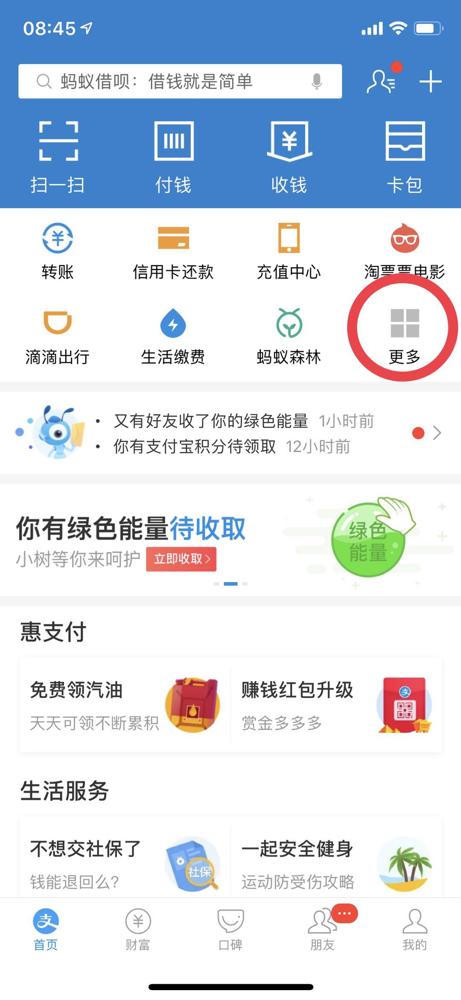 08:45
蚂蚁借呗：借钱就是简单
扫一扫
付钱
收钱
卡包
转账
信用卡还款
充值中心
淘票票电影
滴滴出行
生活缴费
蚂蚁森林
更多
· 又有好友收了你的绿色能量 1小时前
· 你有支付宝积分待领取 12小时前
你有绿色能量待收取
小树等你来呵护 立即收取>
绿色
能量
惠支付
免费领汽油
天天可领不断累积
赚钱红包升级
赏金多多多
支
生活服务
不想交社保了
钱能退回么?
社保
一起安全健身
运动防受伤攻略
支
首页
财富
口碑
朋友
我的